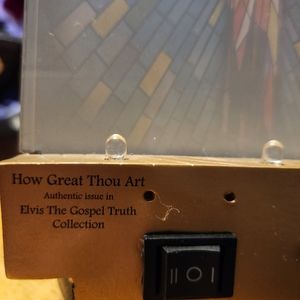 How Great Thou Art
Authentic issue in
Elvis The Gospel Truth
Collection